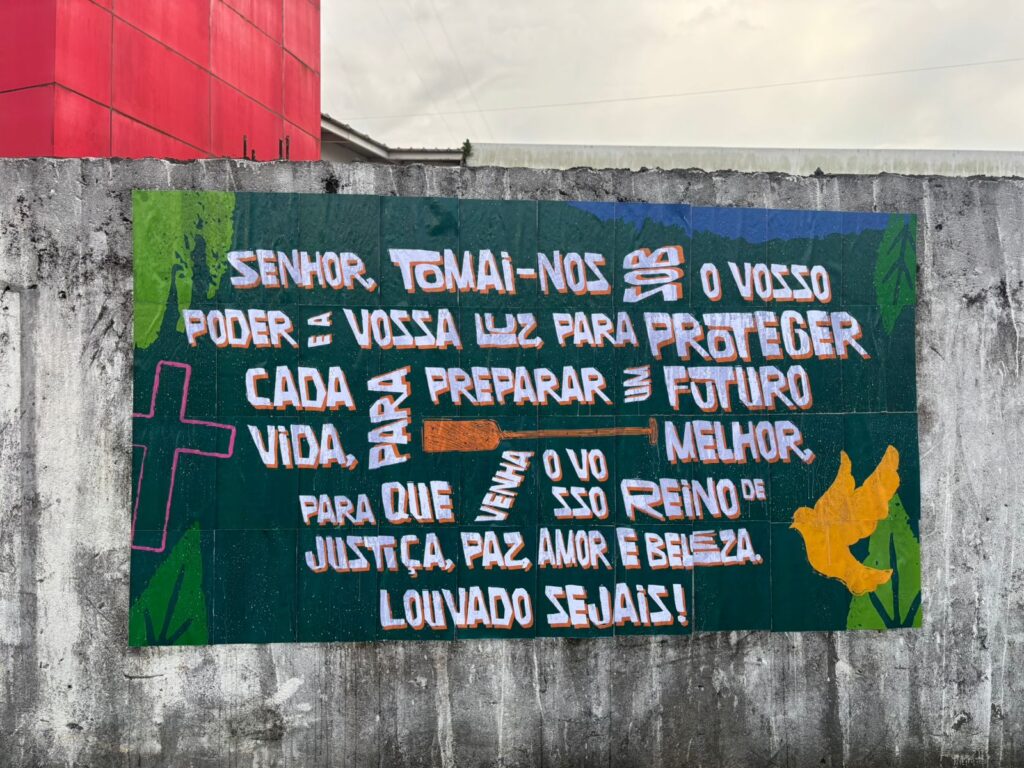 SENHOR, TOMAI-NOS SOB O VOSSO
PODER E A VOSSA LUZ, PARA PROTEGER
CADA VIDA, PARA PREPARAR UM FUTURO
MELHOR,
PARA QUE VENHA O VOSSO REINO DE
JUSTIÇA, PAZ, AMOR E BELEZA.
LOUVADO SEJAIS!